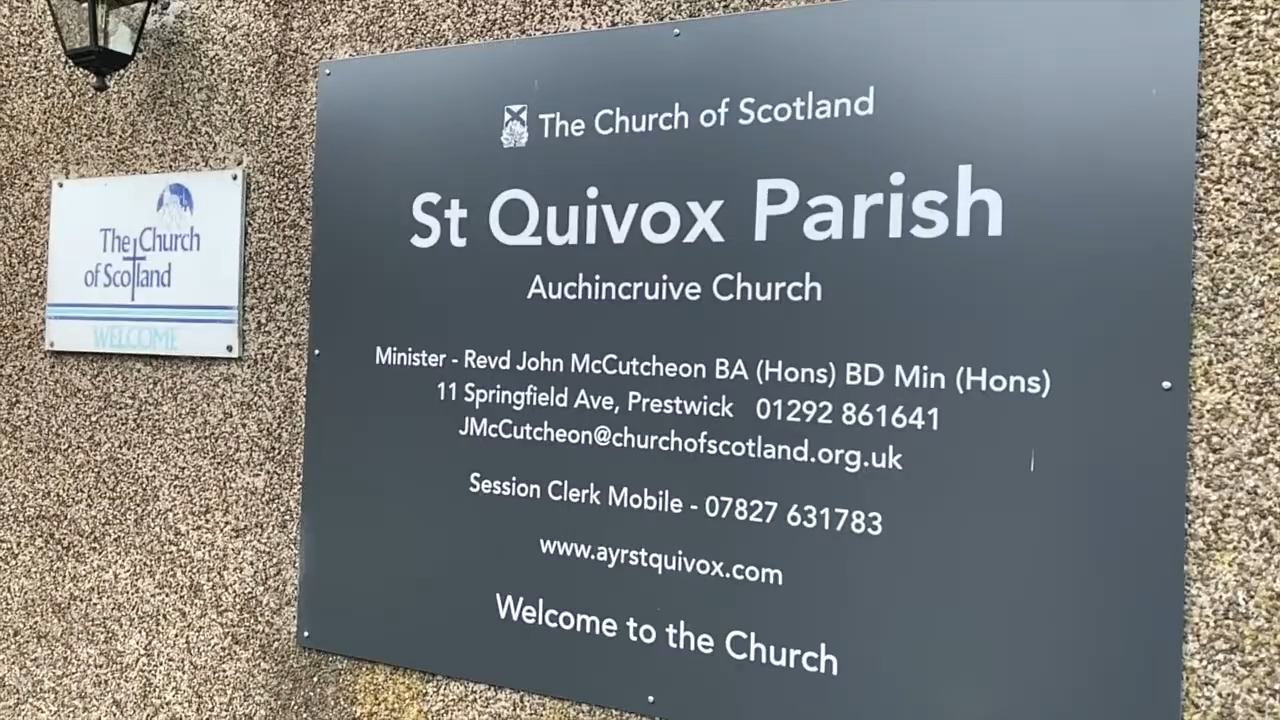 The Church
of Scotland
WELCOME
The Church of Scotland
St Quivox Parish
Auchincruive Church
Minister - Revd John McCutcheon BA (Hons) BD Min (Hons)
11 Springfield Ave, Prestwick 01292 861641
JMcCutcheon@churchofscotland.org.uk
Session Clerk Mobile - 07827 631783
www.ayrstquivox.com
Welcome to the Church